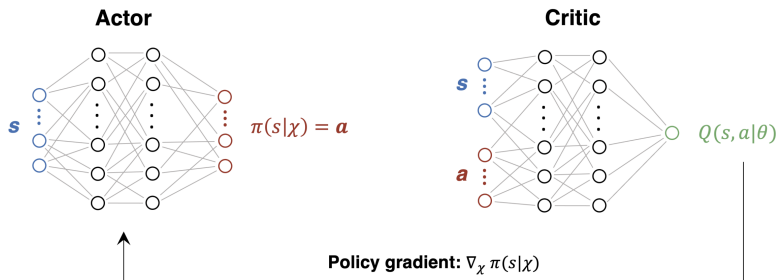 Actor
s
π(s|χ) = a
Critic
s
a
Q(s, a|θ)
Policy gradient: ∇χ π(s|χ)